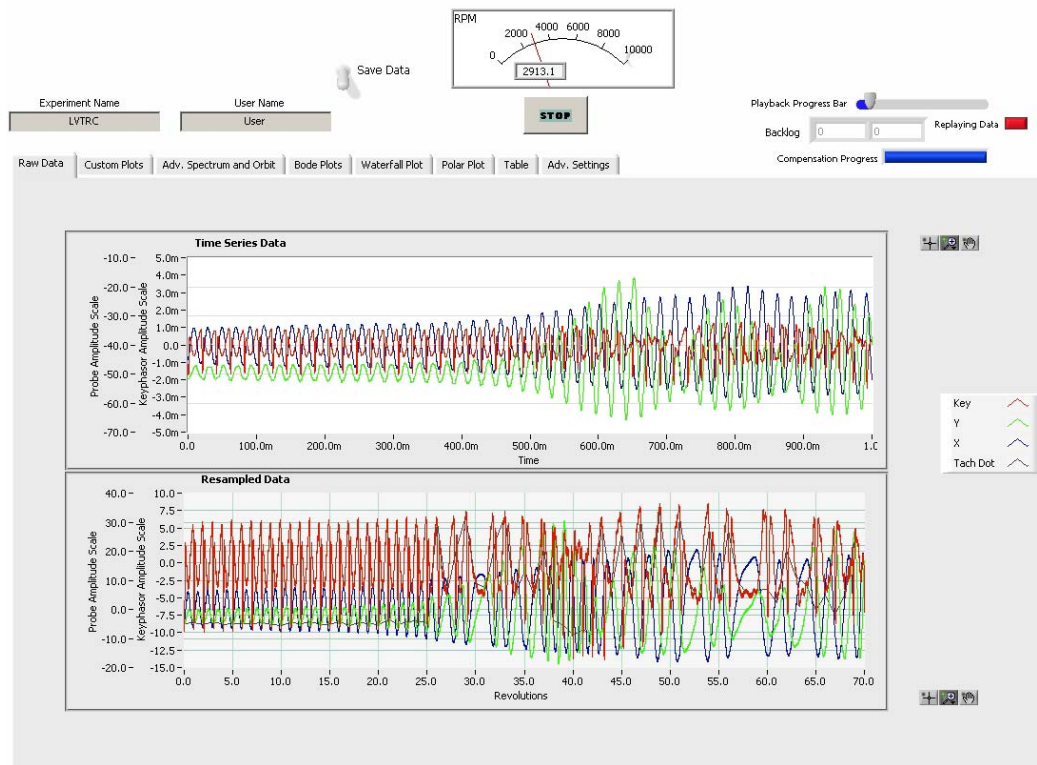 RPM
0 2000 4000 6000 8000 10000
2913.1
Save Data
STOP
Experiment Name
LVTRC
User Name
User
Playback Progress Bar
Backlog 0 0
Replaying Data
Compensation Progress
Raw Data Custom Plots Adv. Spectrum and Orbit Bode Plots Waterfall Plot Polar Plot Table Adv. Settings
Time Series Data
Probe Amplitude Scale
-10.0
-20.0
-30.0
-40.0
-50.0
-60.0
-70.0
Keyphasor Amplitude Scale
5.0m
4.0m
3.0m
2.0m
1.0m
0.0
-1.0m
-2.0m
-3.0m
-4.0m
-5.0m
0.0 100.0m 200.0m 300.0m 400.0m 500.0m 600.0m 700.0m 800.0m 900.0m 1.0
Time
Key
Y
X
Tach Dot
Resampled Data
Probe Amplitude Scale
40.0
30.0
20.0
10.0
0.0
-10.0
-20.0
Keyphasor Amplitude Scale
10.0
7.5
5.0
2.5
0.0
-2.5
-5.0
-7.5
-10.0
-12.5
-15.0
0.0 5.0 10.0 15.0 20.0 25.0 30.0 35.0 40.0 45.0 50.0 55.0 60.0 65.0 70.0
Revolutions